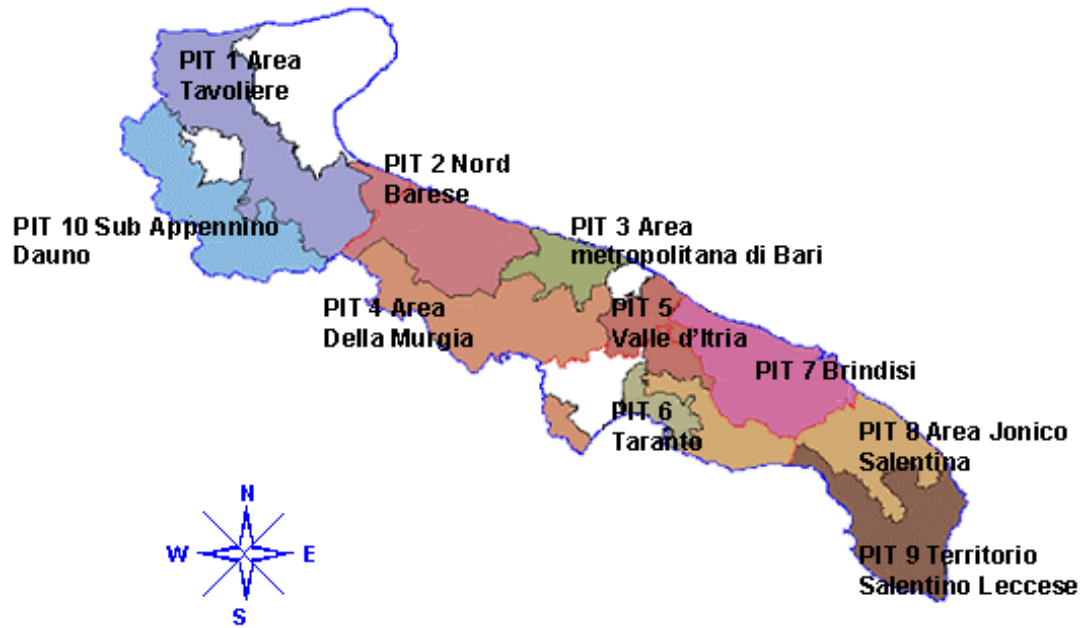 PIT 1 Area
Tavoliere
PIT 2 Nord
Barese
PIT 10 Sub Appennino
Dauno
PIT 3 Area
metropolitana di Bari
PIT 4 Area
Della Murgia
PIT 5
Valle d'Itria
PIT 7 Brindisi
PIT 6
Taranto
PIT 8 Area Jonico
Salentina
PIT 9 Territorio
Salentino Leccese
N
W E
S